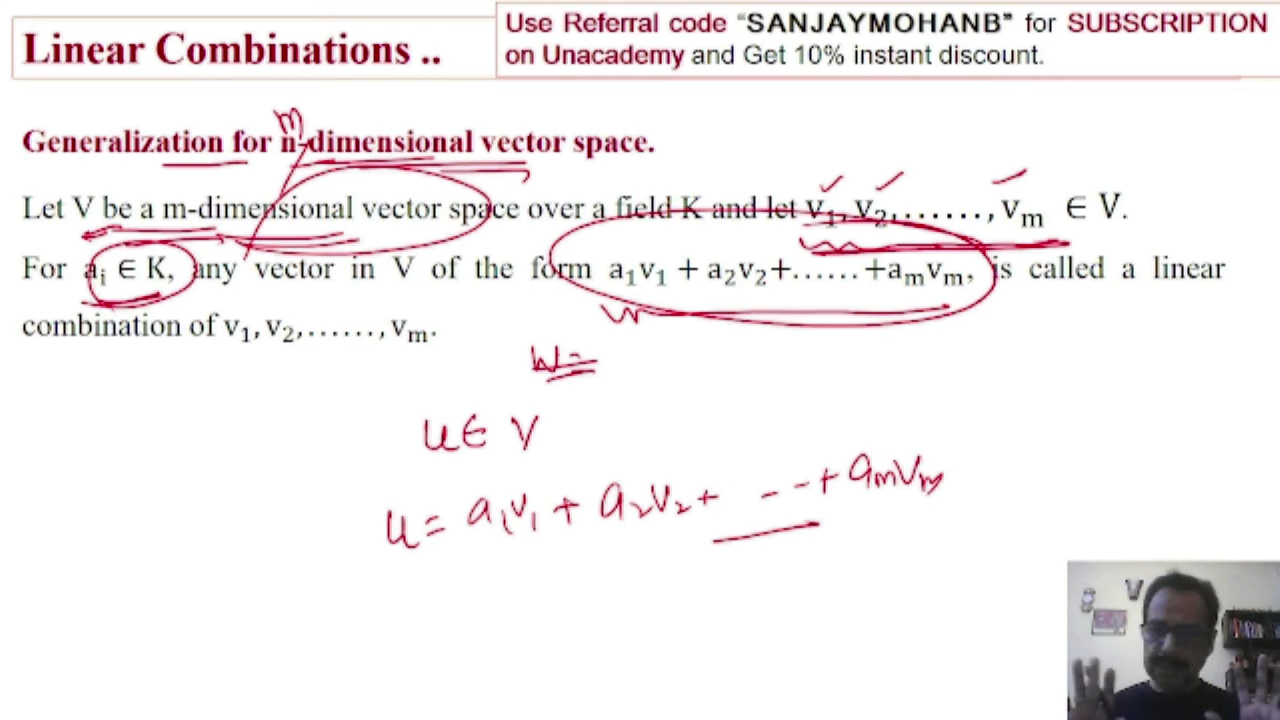 Linear Combinations ..
Use Referral code “SANJAYMOHANB” for SUBSCRIPTION
on Unacademy and Get 10% instant discount.
m
Generalization for n-dimensional vector space.
Let V be a m-dimensional vector space over a field K and let v₁, v₂,……., vₘ ∈ V.
For aᵢ ∈ K, any vector in V of the form a₁v₁ + a₂v₂+…… +aₘvₘ, is called a linear
combination of v₁, v₂,……., vₘ.
u ∈ V
u = a₁v₁ + a₂v₂ + - - + aₘvₘ